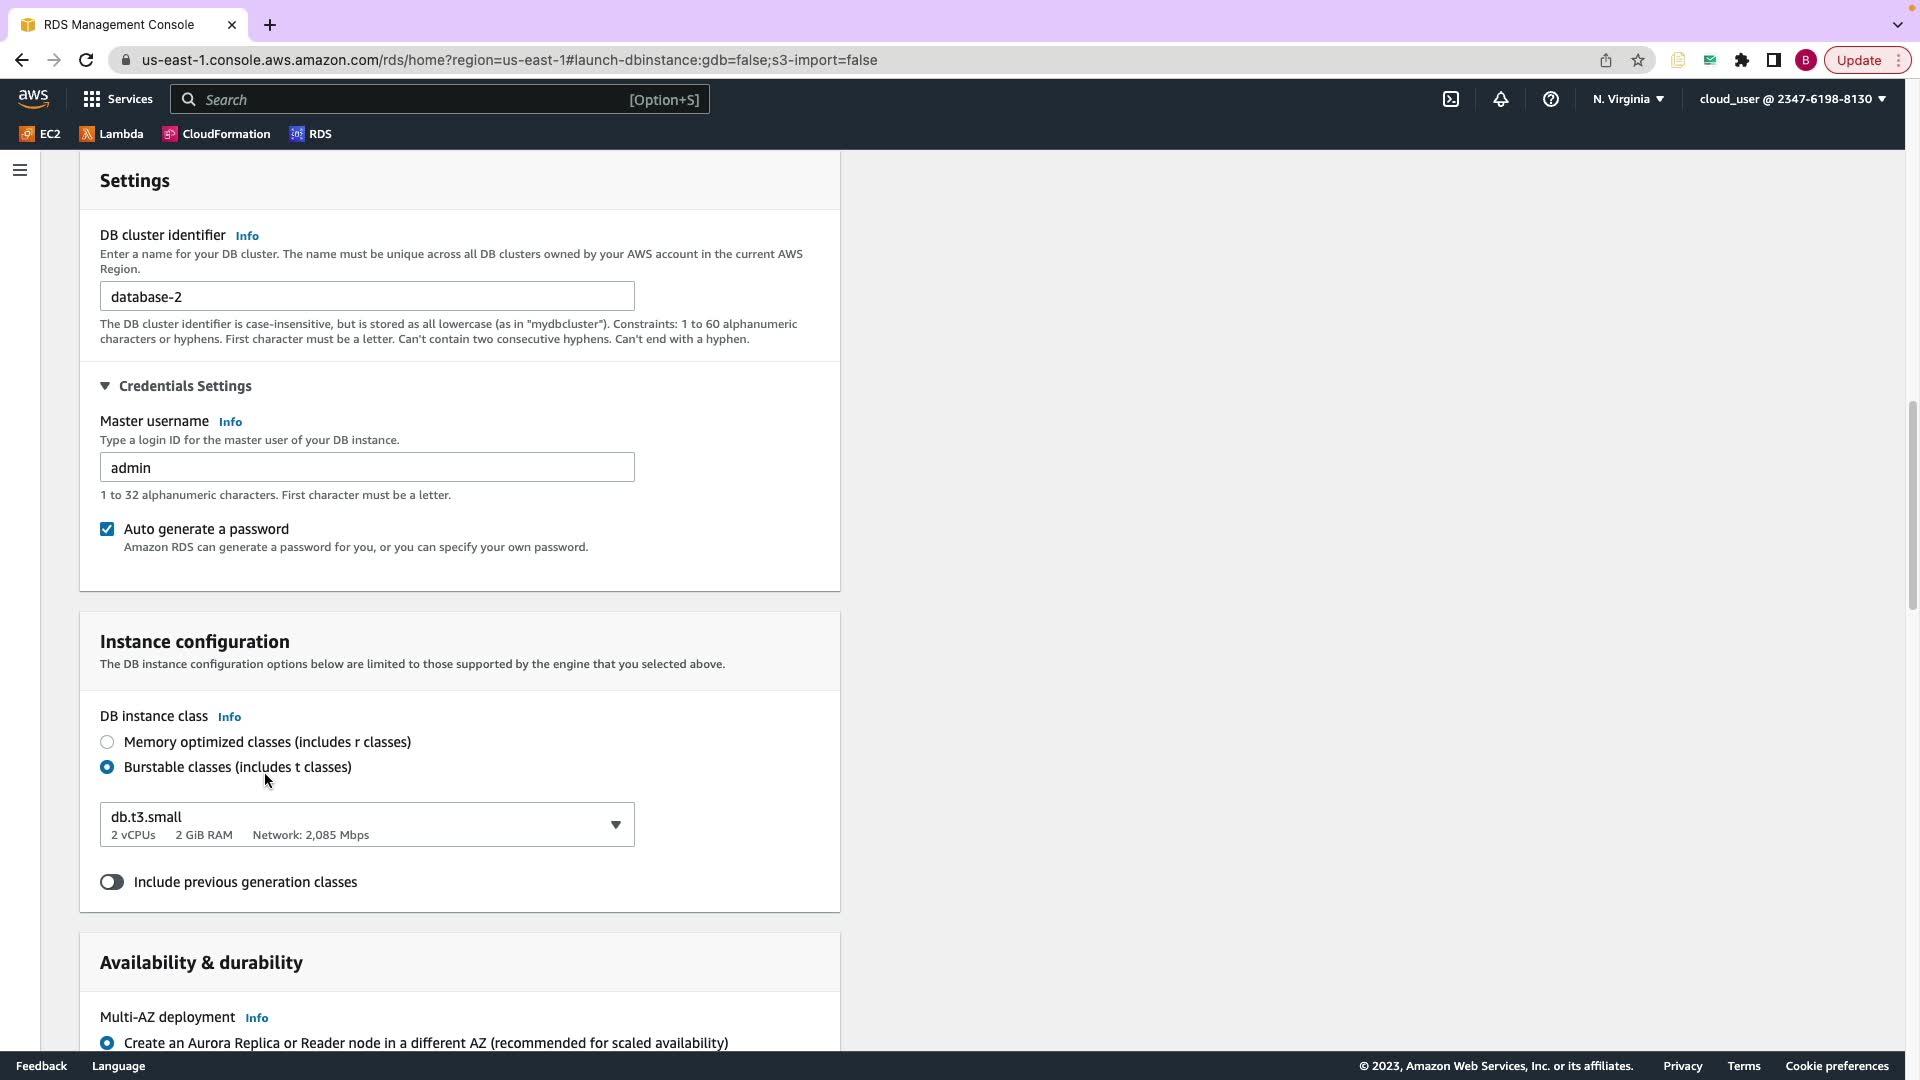 RDS Management Console
us-east-1.console.aws.amazon.com/rds/home?region=us-east-1#launch-dbinstance:gdb=false;s3-import=false
B
Update
aws
Services
Search
[Option+S]
N. Virginia
cloud_user @ 2347-6198-8130
EC2
Lambda
CloudFormation
RDS
Settings
DB cluster identifier Info
Enter a name for your DB cluster. The name must be unique across all DB clusters owned by your AWS account in the current AWS
Region.
database-2
The DB cluster identifier is case-insensitive, but is stored as all lowercase (as in "mydbcluster"). Constraints: 1 to 60 alphanumeric
characters or hyphens. First character must be a letter. Can't contain two consecutive hyphens. Can't end with a hyphen.
Credentials Settings
Master username Info
Type a login ID for the master user of your DB instance.
admin
1 to 32 alphanumeric characters. First character must be a letter.
Auto generate a password
Amazon RDS can generate a password for you, or you can specify your own password.
Instance configuration
The DB instance configuration options below are limited to those supported by the engine that you selected above.
DB instance class Info
Memory optimized classes (includes r classes)
Burstable classes (includes t classes)
db.t3.small
2 vCPUs 2 GiB RAM Network: 2,085 Mbps
Include previous generation classes
Availability & durability
Multi-AZ deployment Info
Create an Aurora Replica or Reader node in a different AZ (recommended for scaled availability)
Feedback
Language
© 2023, Amazon Web Services, Inc. or its affiliates.
Privacy
Terms
Cookie preferences